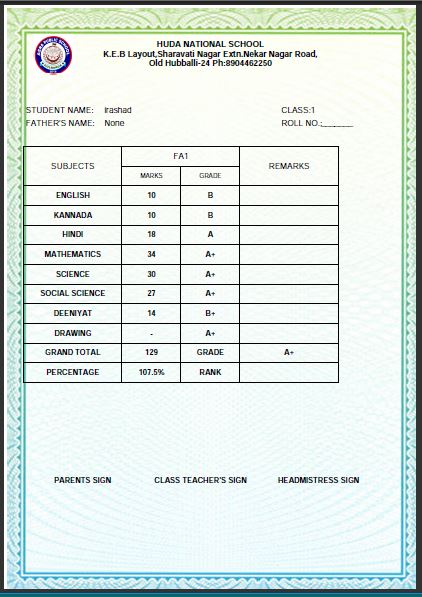 HUDA NATIONAL SCHOOL
K.E.B Layout,Sharavati Nagar Extn.Nekar Nagar Road,
Old Hubballi-24 Ph:8904462250
STUDENT NAME: Irashad CLASS:1
FATHER'S NAME: None ROLL NO.:_______
SUBJECTS FA1 REMARKS
MARKS GRADE
ENGLISH 10 B
KANNADA 10 B
HINDI 18 A
MATHEMATICS 34 A+
SCIENCE 30 A+
SOCIAL SCIENCE 27 A+
DEENIYAT 14 B+
DRAWING - A+
GRAND TOTAL 129 GRADE A+
PERCENTAGE 107.5% RANK
PARENTS SIGN CLASS TEACHER'S SIGN HEADMISTRESS SIGN